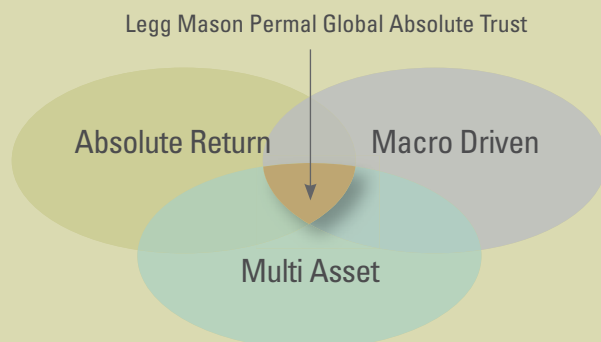 Legg Mason Permal Global Absolute Trust
Absolute Return
Macro Driven
Multi Asset